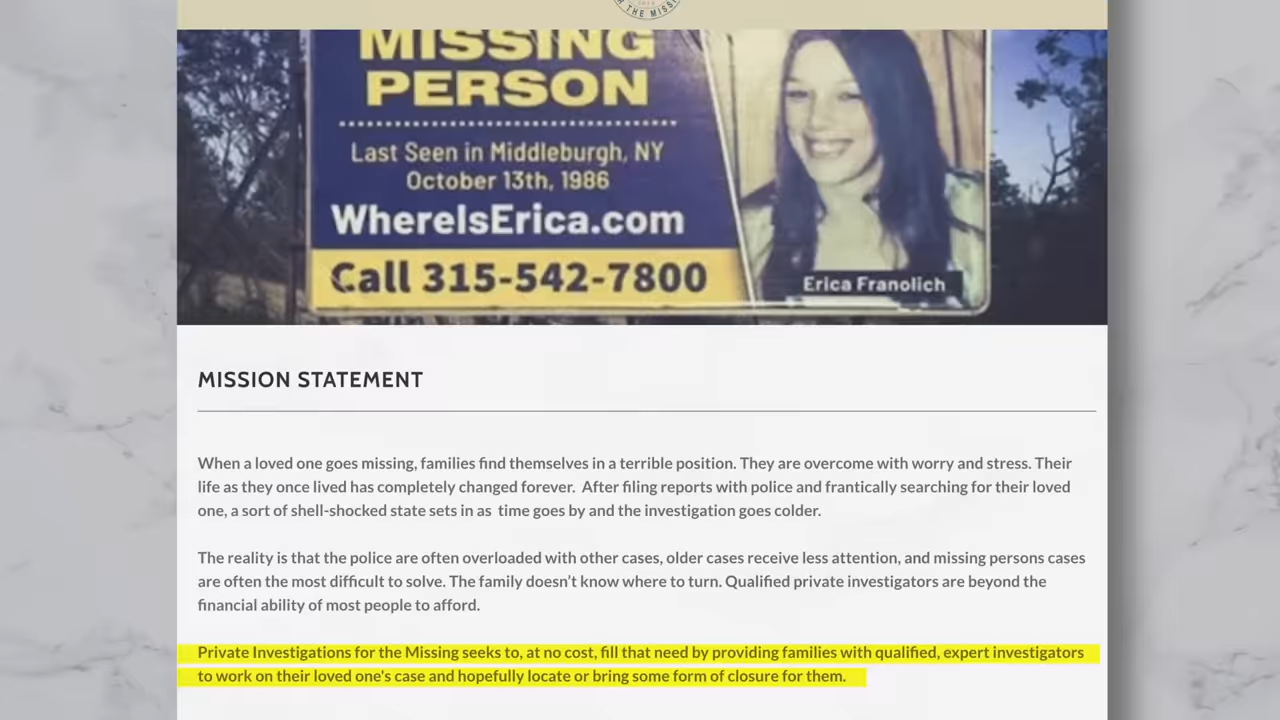 R THE MISSI
MISSING
PERSON
Last Seen in Middleburgh, NY
October 13th, 1986
WhereIsErica.com
Call 315-542-7800
Erica Franolich
MISSION STATEMENT
When a loved one goes missing, families find themselves in a terrible position. They are overcome with worry and stress. Their
life as they once lived has completely changed forever.  After filing reports with police and frantically searching for their loved
one, a sort of shell-shocked state sets in as  time goes by and the investigation goes colder.
The reality is that the police are often overloaded with other cases, older cases receive less attention, and missing persons cases
are often the most difficult to solve. The family doesn’t know where to turn. Qualified private investigators are beyond the
financial ability of most people to afford.
Private Investigations for the Missing seeks to, at no cost, fill that need by providing families with qualified, expert investigators
to work on their loved one's case and hopefully locate or bring some form of closure for them.